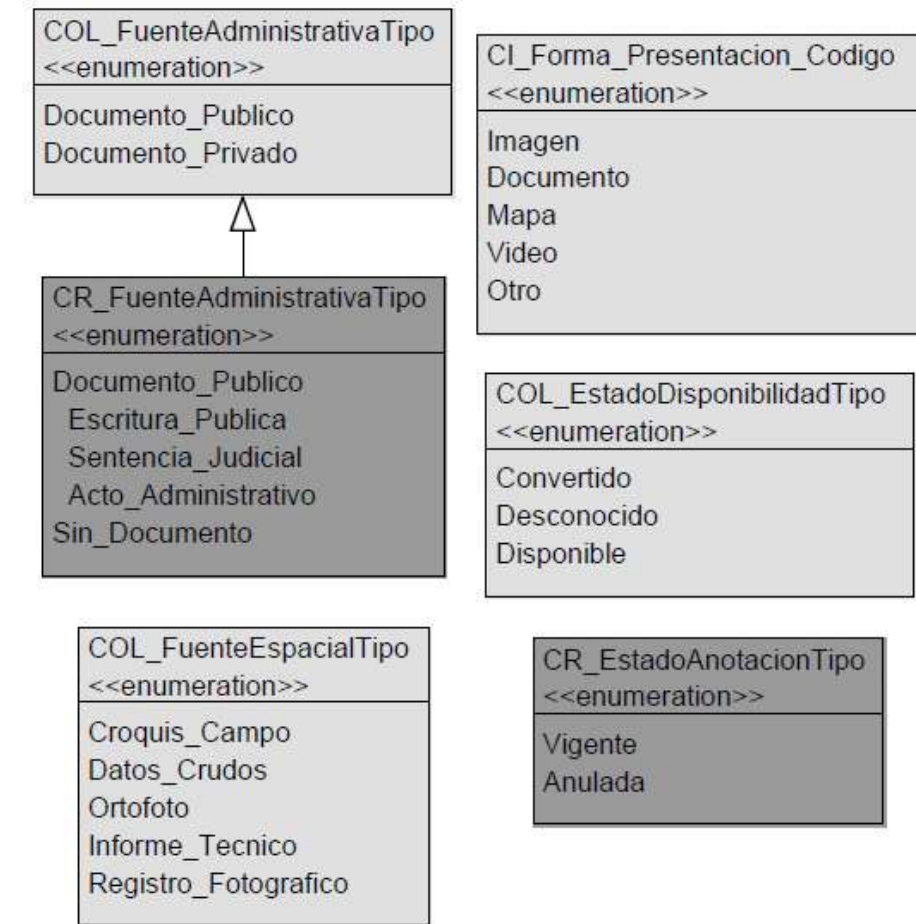 COL_FuenteAdministrativaTipo
<<enumeration>>
Documento_Publico
Documento_Privado
CR_FuenteAdministrativaTipo
<<enumeration>>
Documento_Publico
Escritura_Publica
Sentencia_Judicial
Acto_Administrativo
Sin_Documento
COL_FuenteEspacialTipo
<<enumeration>>
Croquis_Campo
Datos_Crudos
Ortofoto
Informe_Tecnico
Registro_Fotografico
CI_Forma_Presentacion_Codigo
<<enumeration>>
Imagen
Documento
Mapa
Video
Otro
COL_EstadoDisponibilidadTipo
<<enumeration>>
Convertido
Desconocido
Disponible
CR_EstadoAnotacionTipo
<<enumeration>>
Vigente
Anulada